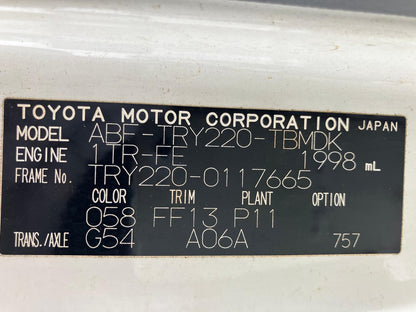 TOYOTA MOTOR CORPORATION JAPAN
MODEL ABF-TRY220-TBMDK
ENGINE 1TR-FE 1998 mL
FRAME No. TRY220-0117665
COLOR TRIM PLANT OPTION
058 FF13 P11
TRANS./AXLE G54 A06A 757